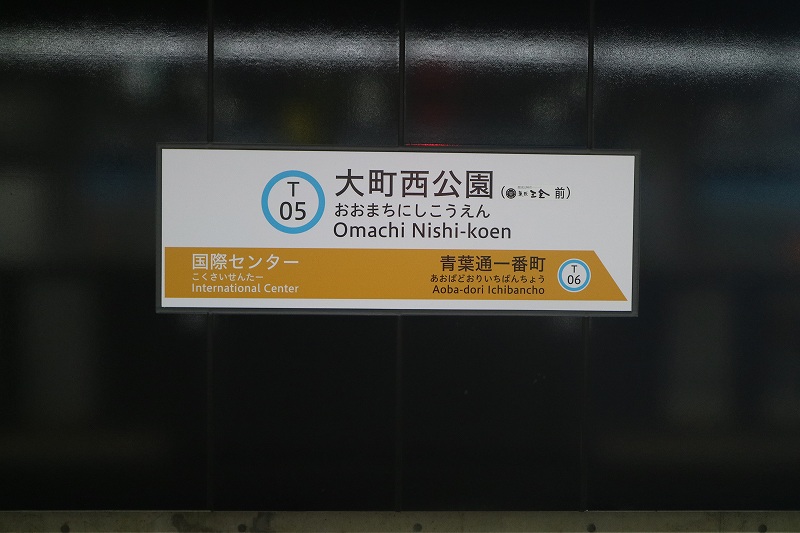 T
05
大町西公園 ( 前)
おおまちにしこうえん
Omachi Nishi-koen
国際センター
こくさいせんたー
International Center
青葉通一番町
あおばどおりいちばんちょう
Aoba-dori Ichibancho
T
06